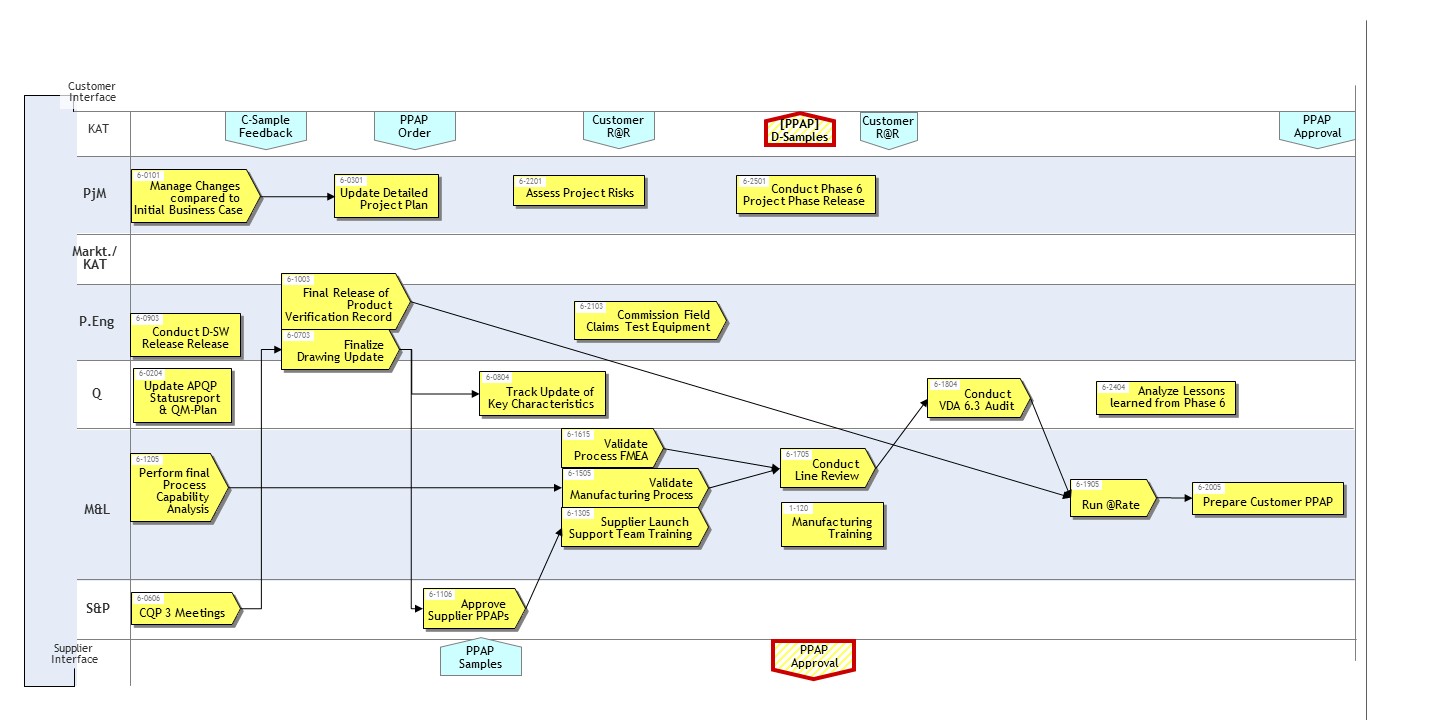 Customer
Interface
KAT
C-Sample
Feedback
PPAP
Order
Customer
R@R
[PPAP]
D-Samples
Customer
R@R
PPAP
Approval
PjM
6-0101
Manage Changes
compared to
Initial Business Case
6-0301
Update Detailed
Project Plan
6-2201
Assess Project Risks
6-2501
Conduct Phase 6
Project Phase Release
Markt./
KAT
P.Eng
6-0903
Conduct D-SW
Release Release
6-1003
Final Release of
Product
Verification Record
6-0703
Finalize
Drawing Update
6-2103
Commission Field
Claims Test Equipment
Q
6-0204
Update APQP
Statusreport
& QM-Plan
6-0804
Track Update of
Key Characteristics
6-1804
Conduct
VDA 6.3 Audit
6-2404
Analyze Lessons
learned from Phase 6
M&L
6-1205
Perform final
Process
Capability
Analysis
6-1615
Validate
Process FMEA
6-1505
Validate
Manufacturing Process
6-1305
Supplier Launch
Support Team Training
6-1705
Conduct
Line Review
1-120
Manufacturing
Training
6-1905
Run @Rate
6-2005
Prepare Customer PPAP
S&P
6-0606
CQP 3 Meetings
6-1106
Approve
Supplier PPAPs
Supplier
Interface
PPAP
Samples
PPAP
Approval